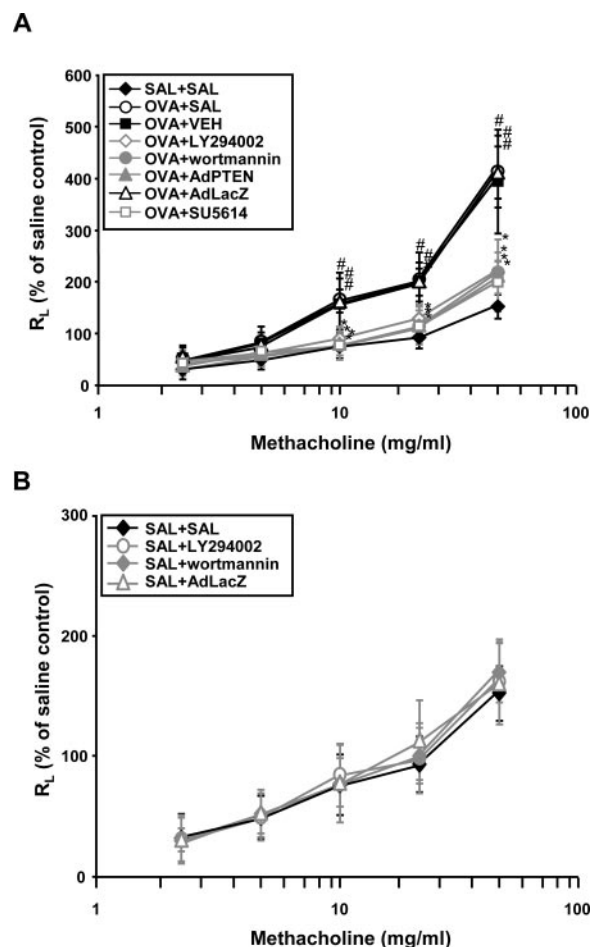 A
600
500
400
300
200
100
0
R_L (% of saline control)
SAL+SAL
OVA+SAL
OVA+VEH
OVA+LY294002
OVA+wortmannin
OVA+AdPTEN
OVA+AdLacZ
OVA+SU5614
# # #
# # #
# # #
* * * *
* * * *
* * * *
1
10
100
Methacholine (mg/ml)
B
300
200
100
0
R_L (% of saline control)
SAL+SAL
SAL+LY294002
SAL+wortmannin
SAL+AdLacZ
1
10
100
Methacholine (mg/ml)